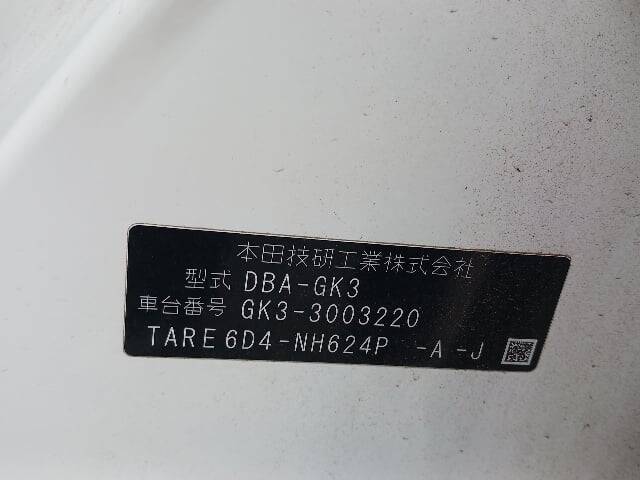 本田技研工業株式会社
型式 DBA-GK3
車台番号 GK3-3003220
TARE6D4-NH624P -A-J